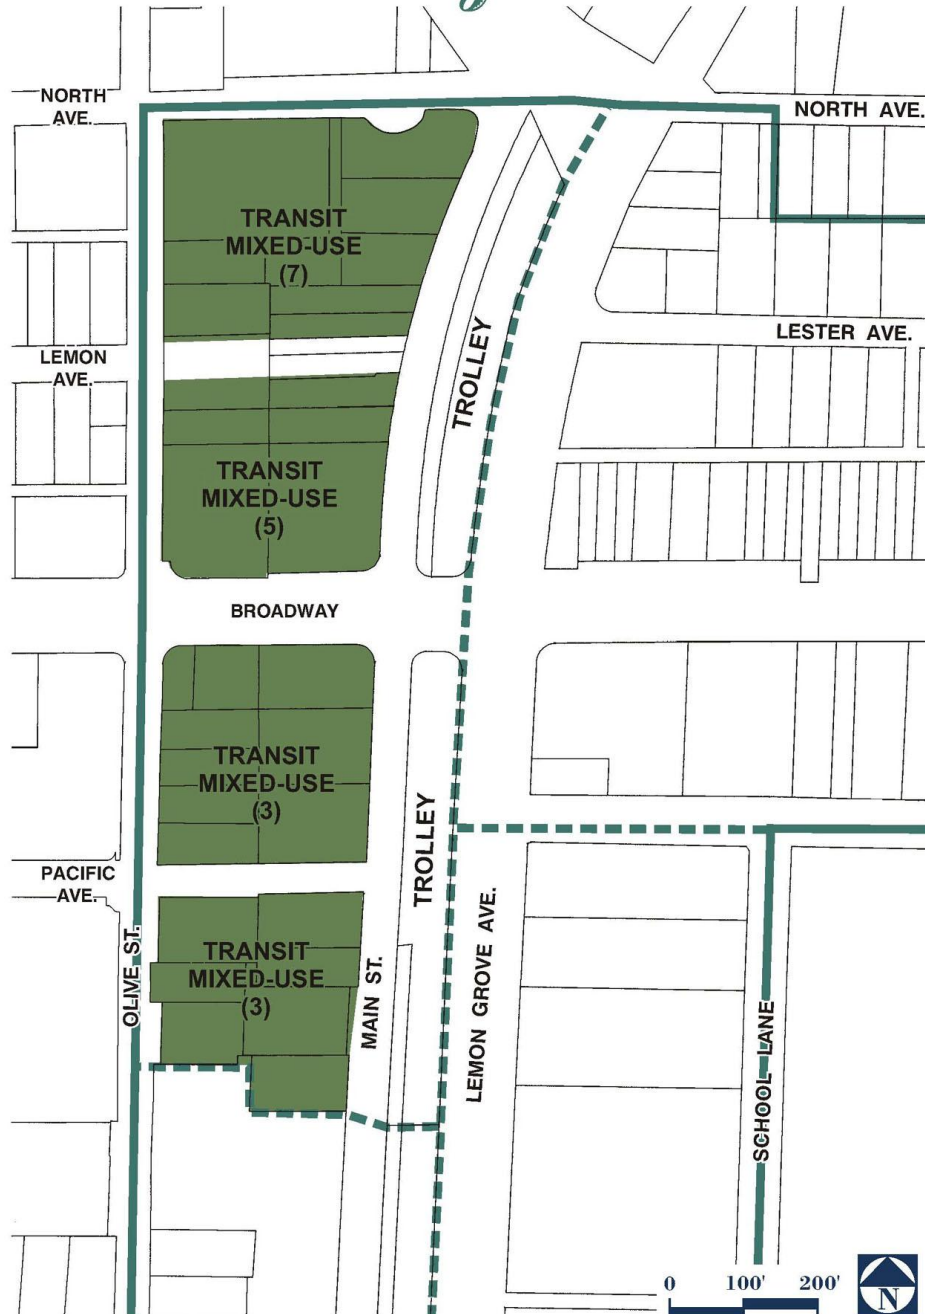 NORTH
AVE.
NORTH AVE.
TRANSIT
MIXED-USE
(7)
LESTER AVE.
LEMON
AVE.
TROLLEY
TRANSIT
MIXED-USE
(5)
BROADWAY
TRANSIT
MIXED-USE
(3)
TROLLEY
PACIFIC
AVE.
TRANSIT
MIXED-USE
(3)
OLIVE ST.
MAIN ST.
LEMON GROVE AVE.
SCHOOL LANE
0 100' 200'
N